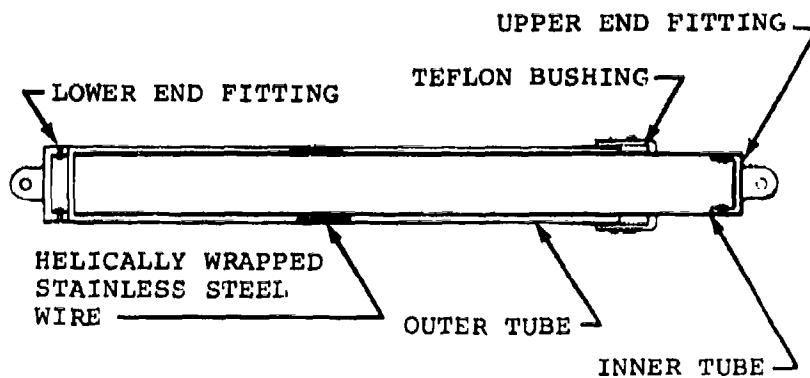 UPPER END FITTING
TEFLON BUSHING
LOWER END FITTING
HELICALLY WRAPPED
STAINLESS STEEL
WIRE
OUTER TUBE
INNER TUBE